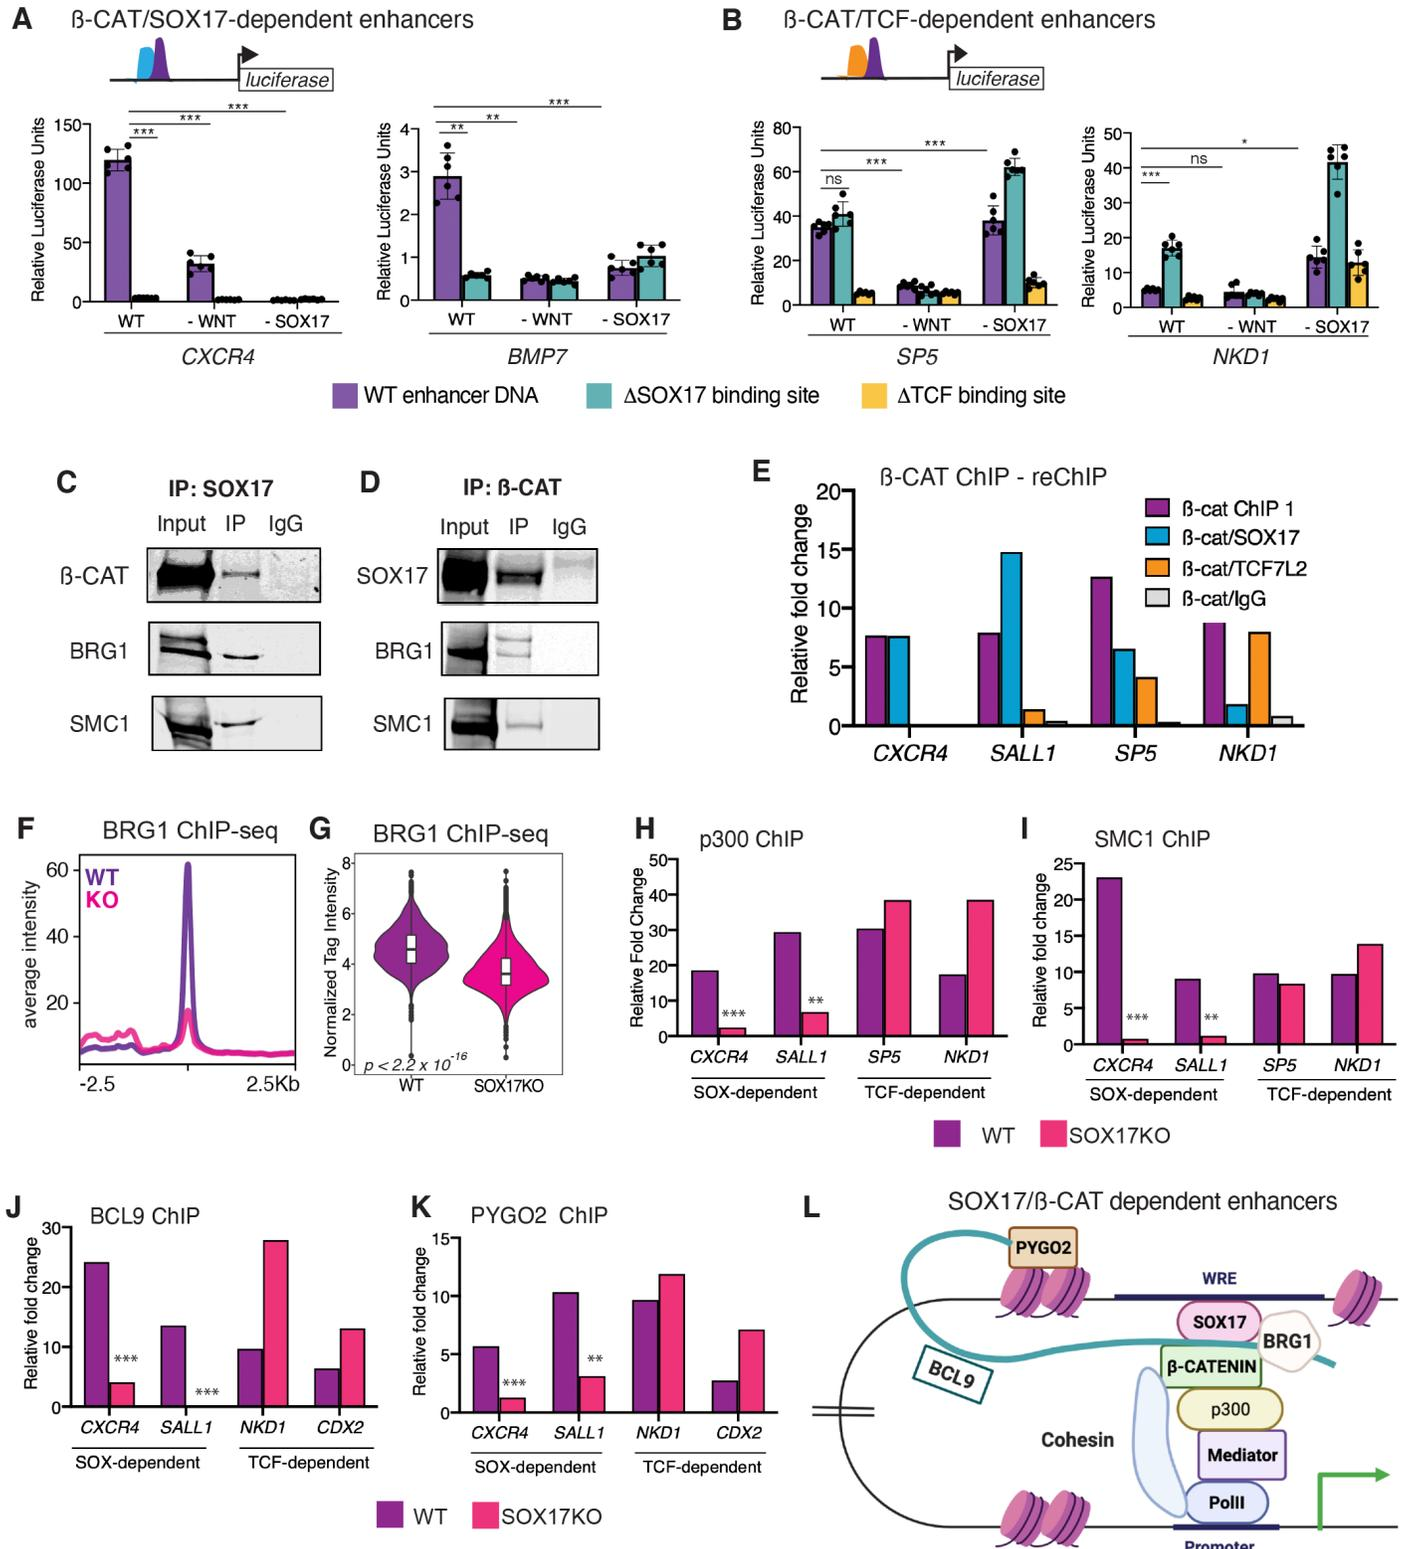 A
ß-CAT/SOX17-dependent enhancers
luciferase
Relative Luciferase Units
150
100
50
0
***
***
***
WT
- WNT
- SOX17
CXCR4
Relative Luciferase Units
4
3
2
1
0
***
**
**
WT
- WNT
- SOX17
BMP7
B
ß-CAT/TCF-dependent enhancers
luciferase
Relative Luciferase Units
80
60
40
20
0
***
***
ns
WT
- WNT
- SOX17
SP5
Relative Luciferase Units
50
40
30
20
10
0
*
ns
***
WT
- WNT
- SOX17
NKD1
WT enhancer DNA
ΔSOX17 binding site
ΔTCF binding site
C
IP: SOX17
Input IP IgG
ß-CAT
BRG1
SMC1
D
IP: ß-CAT
Input IP IgG
SOX17
BRG1
SMC1
E
ß-CAT ChIP - reChIP
Relative fold change
20
15
10
5
0
ß-cat ChIP 1
ß-cat/SOX17
ß-cat/TCF7L2
ß-cat/IgG
CXCR4
SALL1
SP5
NKD1
F
BRG1 ChIP-seq
average intensity
60
40
20
WT
KO
-2.5
2.5Kb
G
BRG1 ChIP-seq
Normalized Tag Intensity
8
6
4
2
0
p < 2.2 x 10-16
WT
SOX17KO
H
p300 ChIP
Relative Fold Change
50
40
30
20
10
0
***
**
CXCR4
SALL1
SP5
NKD1
SOX-dependent
TCF-dependent
I
SMC1 ChIP
Relative fold change
25
20
15
10
5
0
***
**
CXCR4
SALL1
SP5
NKD1
SOX-dependent
TCF-dependent
WT
SOX17KO
J
BCL9 ChIP
Relative fold change
30
20
10
0
***
***
CXCR4
SALL1
NKD1
CDX2
SOX-dependent
TCF-dependent
K
PYGO2 ChIP
Relative fold change
15
10
5
0
***
**
CXCR4
SALL1
NKD1
CDX2
SOX-dependent
TCF-dependent
WT
SOX17KO
L
SOX17/ß-CAT dependent enhancers
PYGO2
WRE
SOX17
BRG1
β-CATENIN
BCL9
p300
Cohesin
Mediator
PolII
Promoter